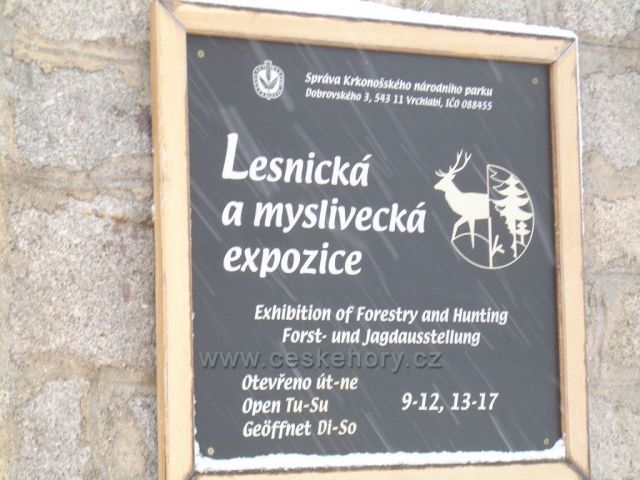 Správa Krkonošského národního parku
Dobrovského 3, 543 11 Vrchlabí, IČO 088455
Lesnická
a myslivecká
expozice
Exhibition of Forestry and Hunting
Forst- und Jagdausstellung
www.ceskehory.cz
Otevřeno út-ne
Open Tu-Su 9-12, 13-17
Geöffnet Di-So